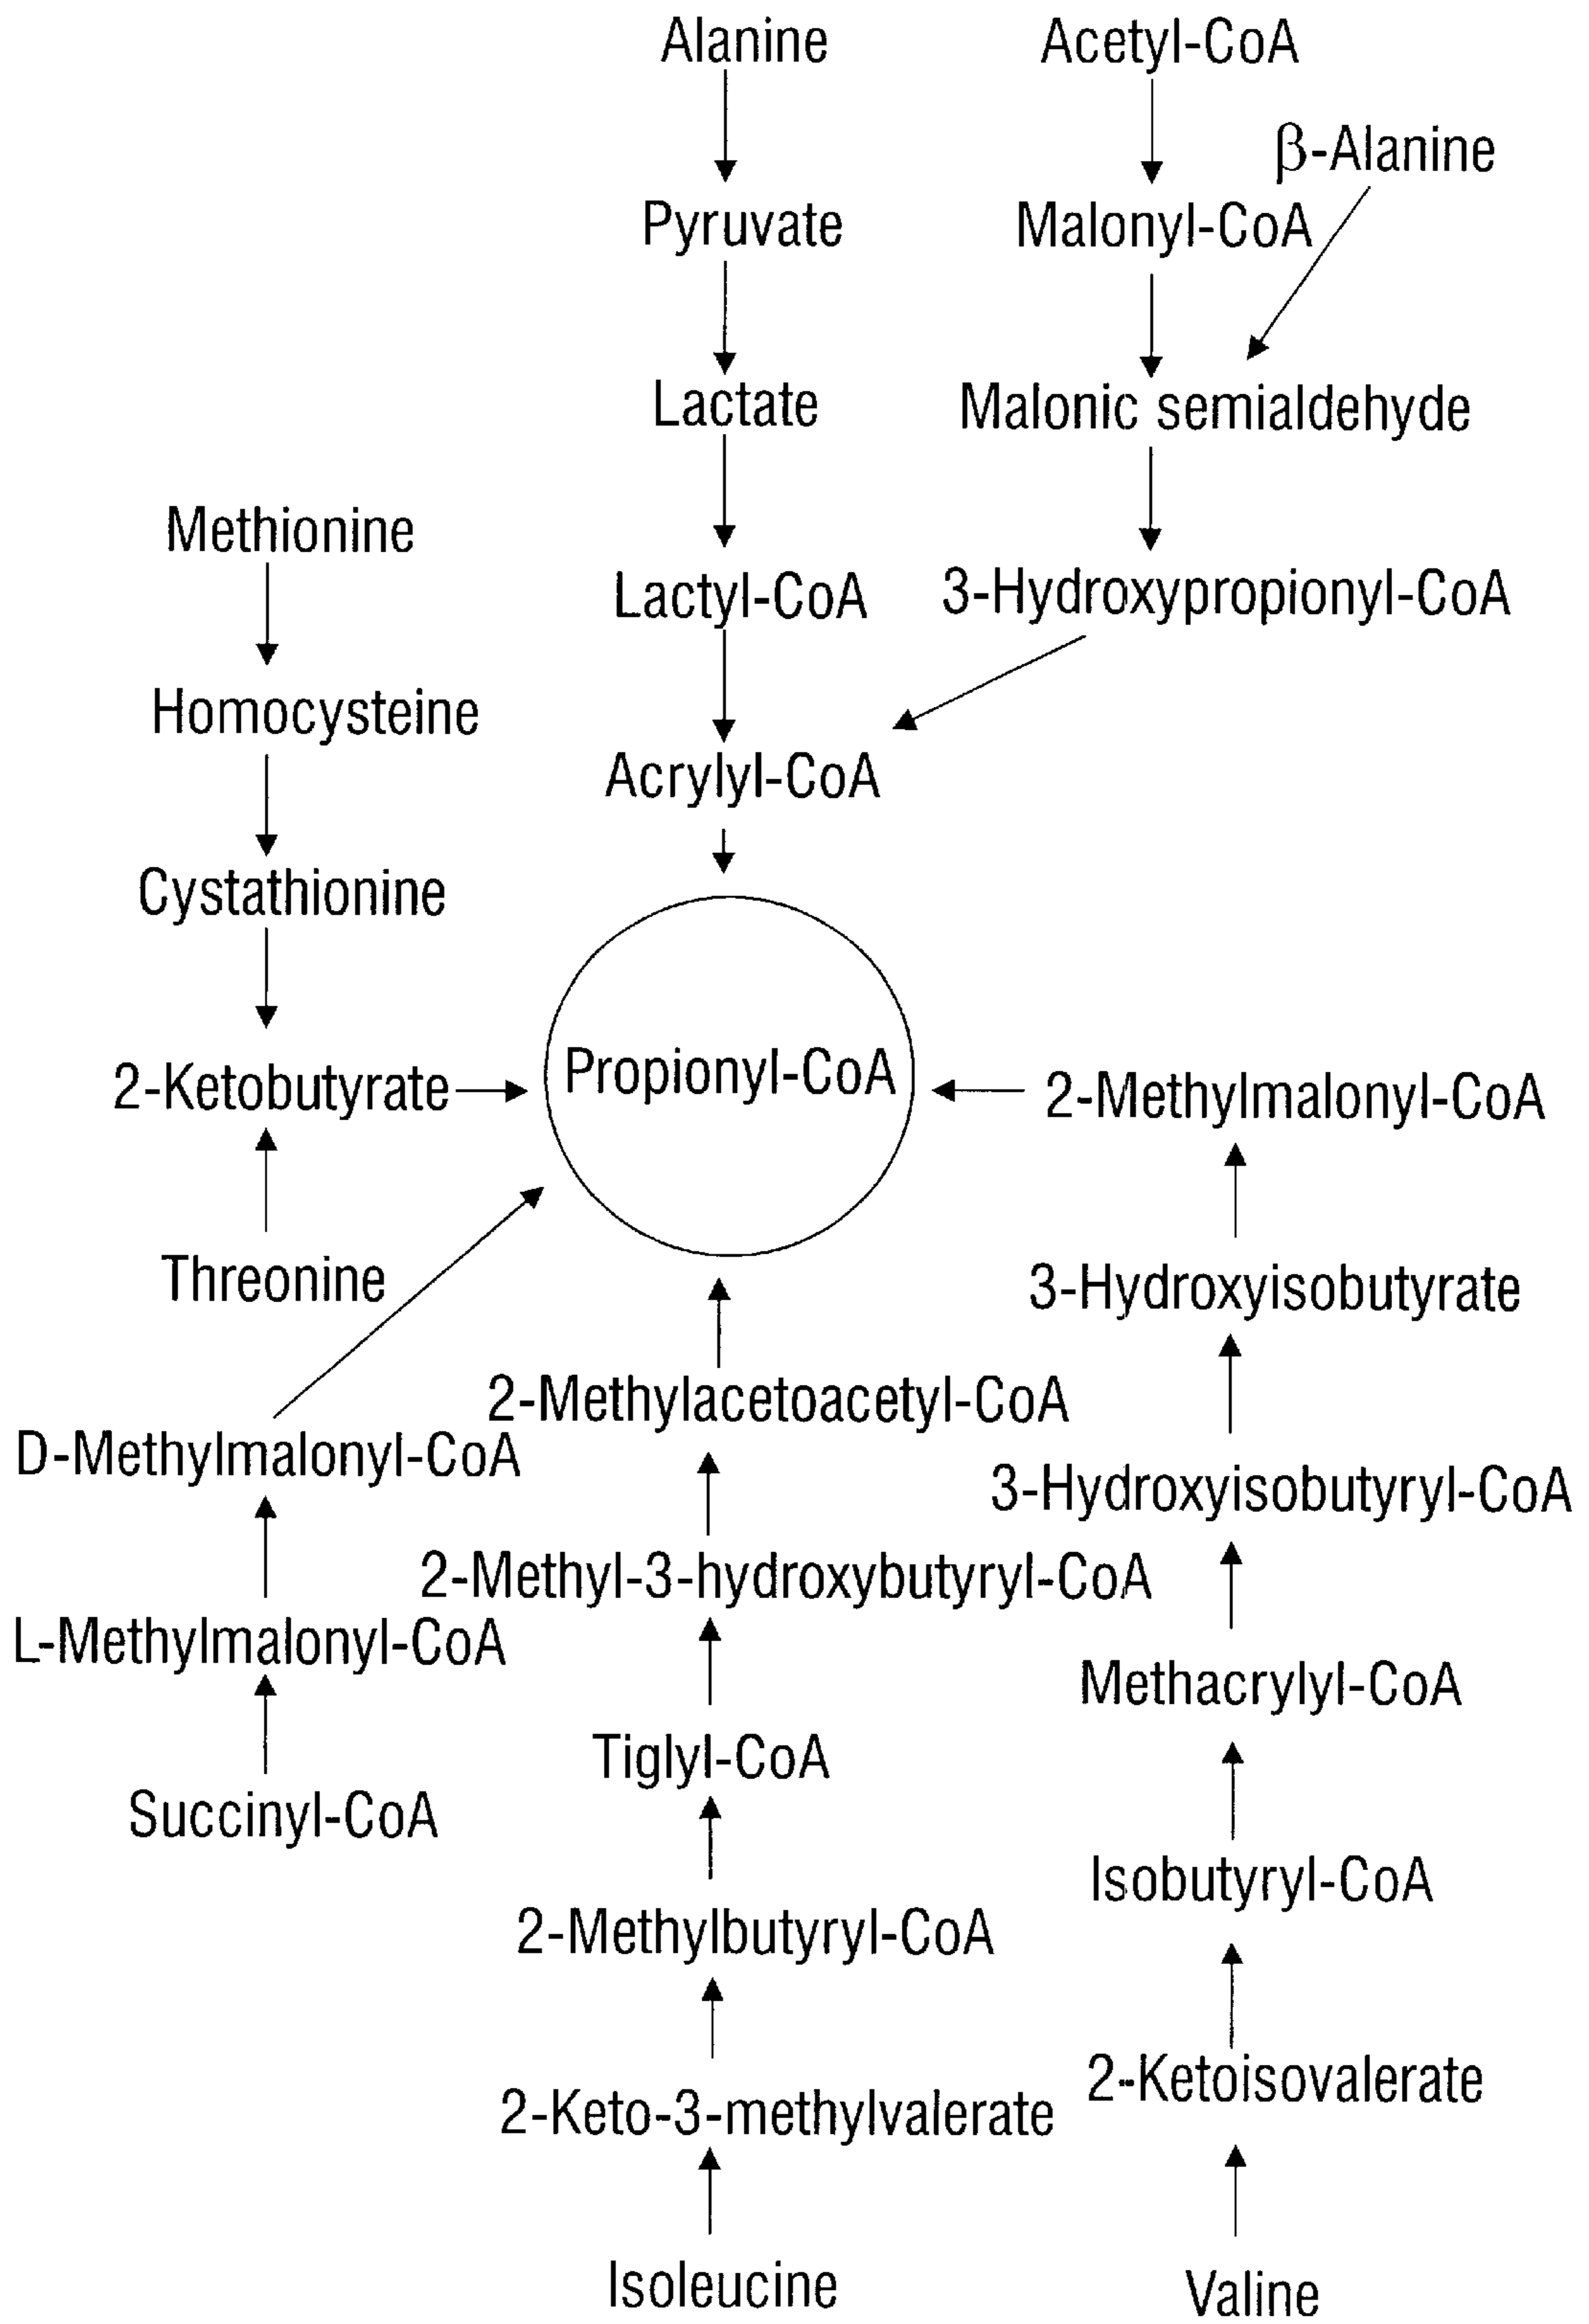 Alanine
Acetyl-CoA
β-Alanine
Pyruvate
Malonyl-CoA
Lactate
Malonic semialdehyde
Methionine
Lactyl-CoA
3-Hydroxypropionyl-CoA
Homocysteine
Acrylyl-CoA
Cystathionine
2-Ketobutyrate
Propionyl-CoA
2-Methylmalonyl-CoA
Threonine
3-Hydroxyisobutyrate
2-Methylacetoacetyl-CoA
D-Methylmalonyl-CoA
3-Hydroxyisobutyryl-CoA
2-Methyl-3-hydroxybutyryl-CoA
L-Methylmalonyl-CoA
Methacrylyl-CoA
Tiglyl-CoA
Succinyl-CoA
Isobutyryl-CoA
2-Methylbutyryl-CoA
2-Ketoisovalerate
2-Keto-3-methylvalerate
Isoleucine
Valine